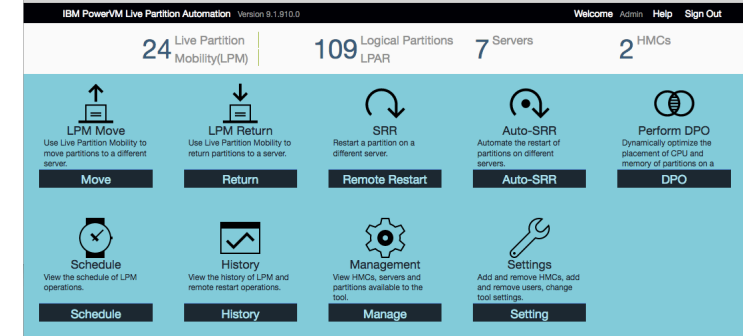 IBM PowerVM Live Partition Automation Version 9.1.910.0 Welcome Admin Help Sign Out
24 Live Partition Mobility(LPM)
109 Logical Partitions LPAR
7 Servers
2 HMCs
LPM Move
Use Live Partition Mobility to
move partitions to a different
server.
Move
LPM Return
Use Live Partition Mobility to
return partitions to a server.
Return
SRR
Restart a partition on a
different server.
Remote Restart
Auto-SRR
Automate the restart of
partitions on different
servers.
Auto-SRR
Perform DPO
Dynamically optimize the
placement of CPU and
memory of partitions on a
DPO
Schedule
View the schedule of LPM
operations.
Schedule
History
View the history of LPM and
remote restart operations.
History
Management
View HMCs, servers and
partitions available to the
tool.
Manage
Settings
Add and remove HMCs, add
and remove users, change
tool settings.
Setting